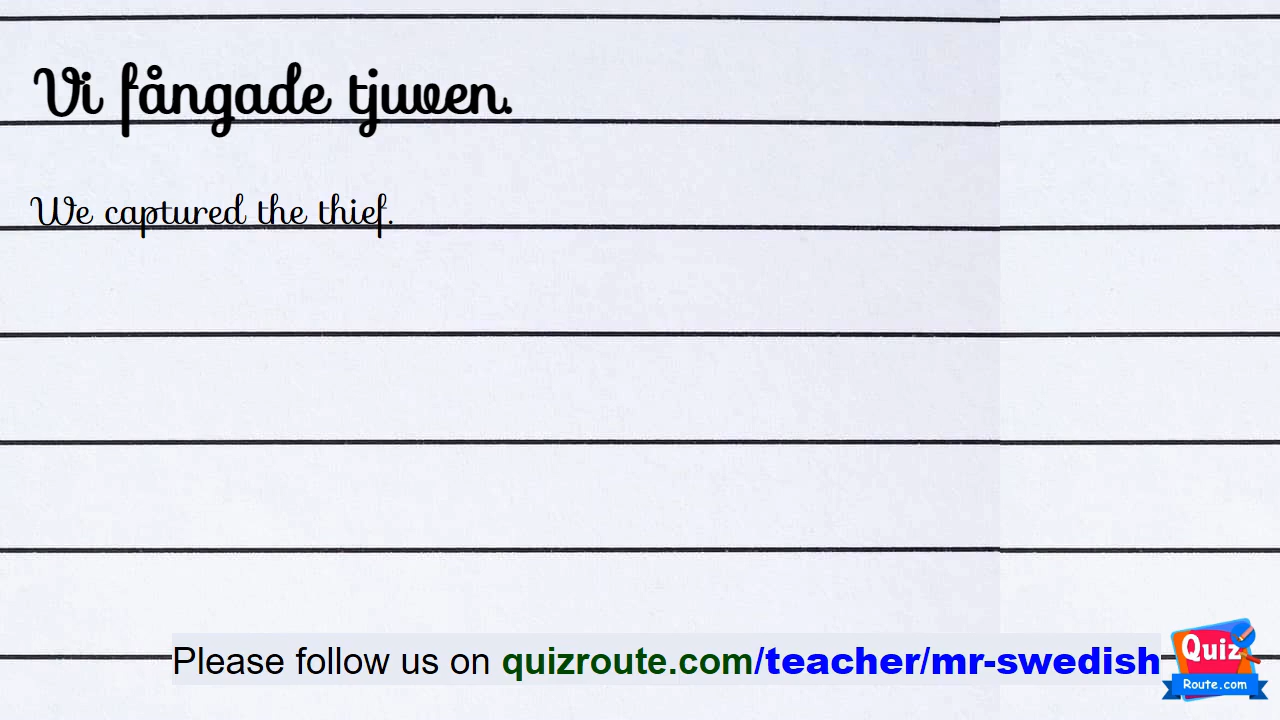 Vi fångade tjuven.
We captured the thief.
Please follow us on quizroute.com/teacher/mr-swedish
Quiz
Route.com